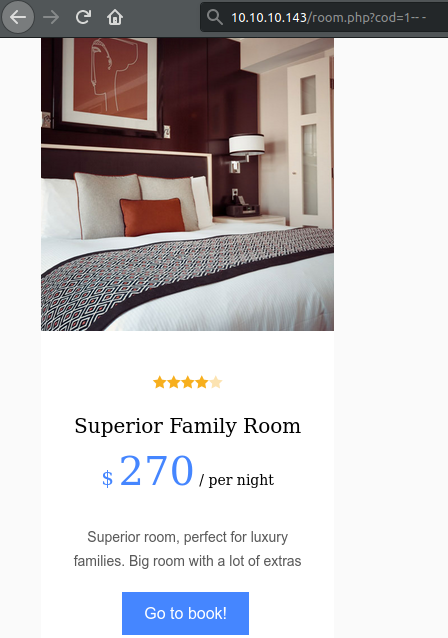 10.10.10.143/room.php?cod=1-- -
Superior Family Room
$ 270 / per night
Superior room, perfect for luxury
families. Big room with a lot of extras
Go to book!